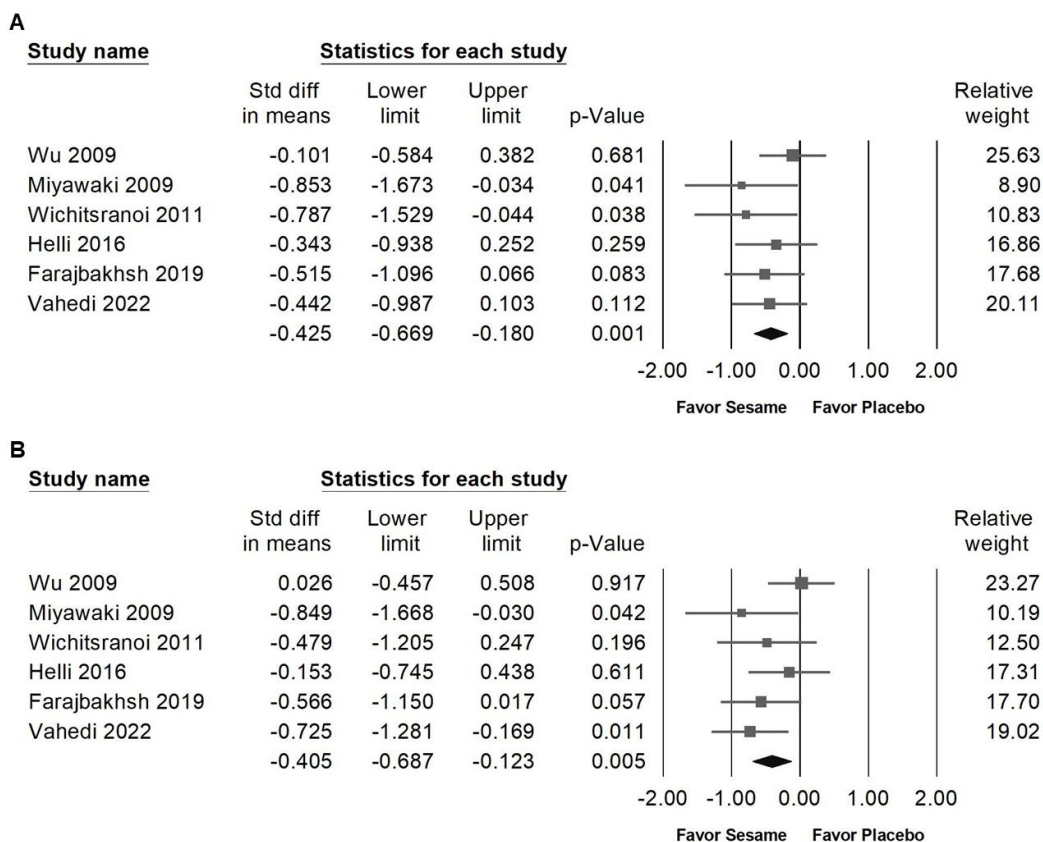 A
Study name Statistics for each study
Std diff Lower Upper Relative
in means limit limit p-Value weight
Wu 2009 -0.101 -0.584 0.382 0.681 25.63
Miyawaki 2009 -0.853 -1.673 -0.034 0.041 8.90
Wichitsranoi 2011 -0.787 -1.529 -0.044 0.038 10.83
Helli 2016 -0.343 -0.938 0.252 0.259 16.86
Farajbakhsh 2019 -0.515 -1.096 0.066 0.083 17.68
Vahedi 2022 -0.442 -0.987 0.103 0.112 20.11
-0.425 -0.669 -0.180 0.001
-2.00 -1.00 0.00 1.00 2.00
Favor Sesame Favor Placebo
B
Study name Statistics for each study
Std diff Lower Upper Relative
in means limit limit p-Value weight
Wu 2009 0.026 -0.457 0.508 0.917 23.27
Miyawaki 2009 -0.849 -1.668 -0.030 0.042 10.19
Wichitsranoi 2011 -0.479 -1.205 0.247 0.196 12.50
Helli 2016 -0.153 -0.745 0.438 0.611 17.31
Farajbakhsh 2019 -0.566 -1.150 0.017 0.057 17.70
Vahedi 2022 -0.725 -1.281 -0.169 0.011 19.02
-0.405 -0.687 -0.123 0.005
-2.00 -1.00 0.00 1.00 2.00
Favor Sesame Favor Placebo